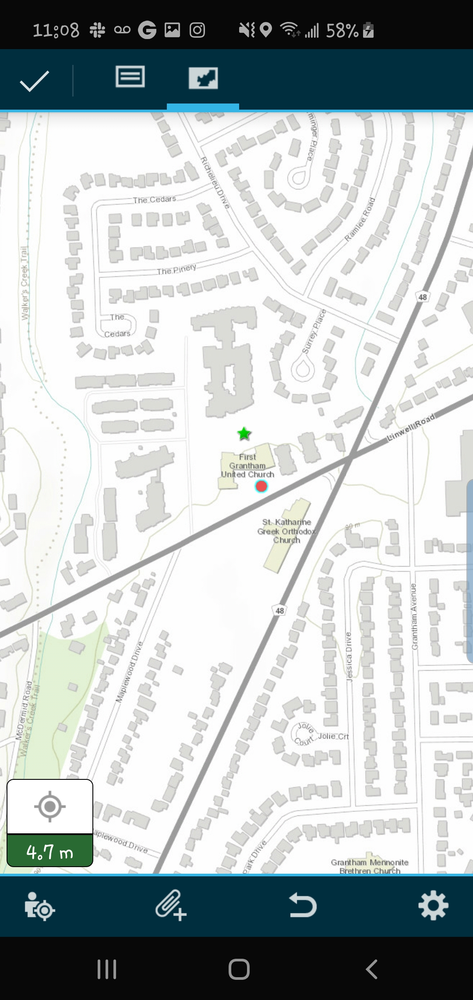 11:08
58%
minger Place
Richelieu Drive
The Cedars
Ramlee Road
Walker's Creek Trail
The Pinery
48
The
Cedars
Surrey Place
Linwell Road
First
Grantham
United Church
St. Katharine
Greek Orthodox
Church
90 m
48
Grantham Avenue
Jessica Drive
Maplewood Drive
McDermid Road
Walker's Creek Trail
Jolie
Court
Jolie Crt
4.7 m
aplewood Drive
Park Drive
Grantham Mennonite
Brethren Church